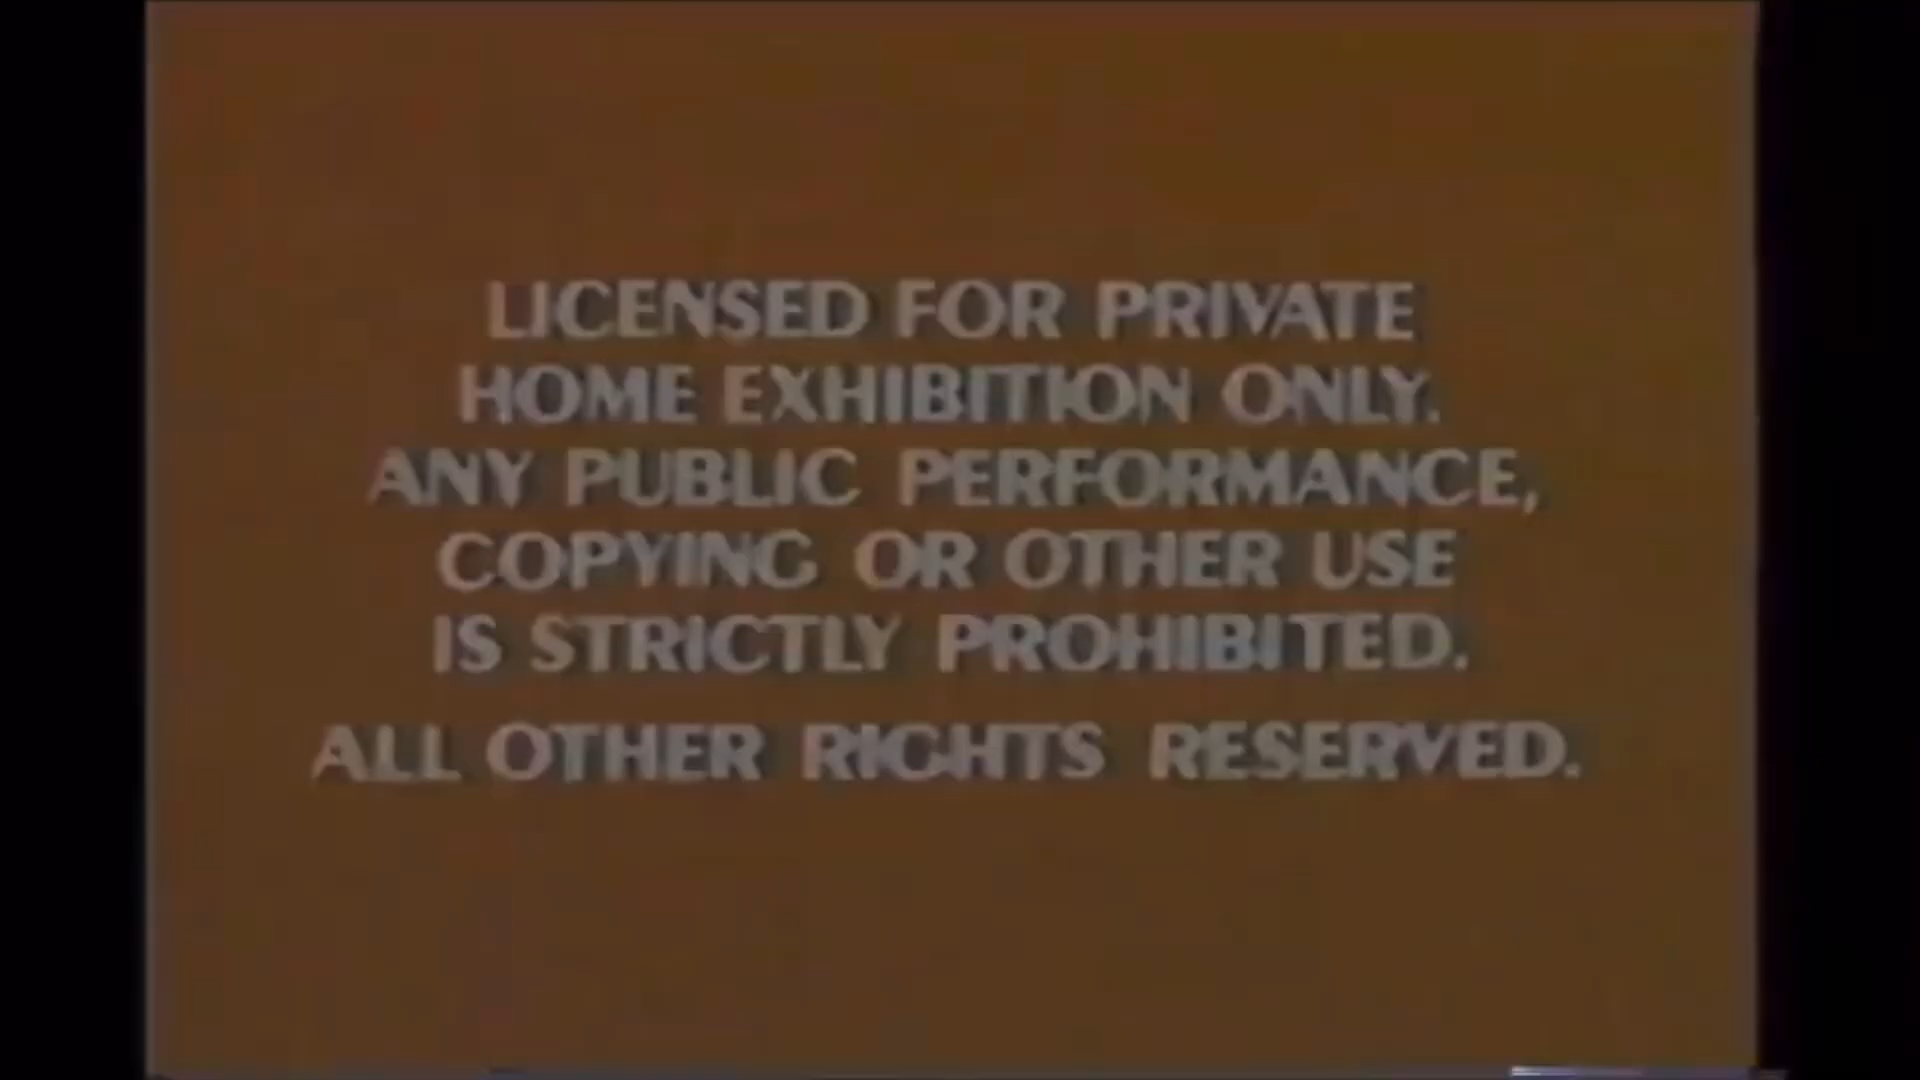 LICENSED FOR PRIVATE
HOME EXHIBITION ONLY.
ANY PUBLIC PERFORMANCE,
COPYING OR OTHER USE
IS STRICTLY PROHIBITED.
ALL OTHER RIGHTS RESERVED.